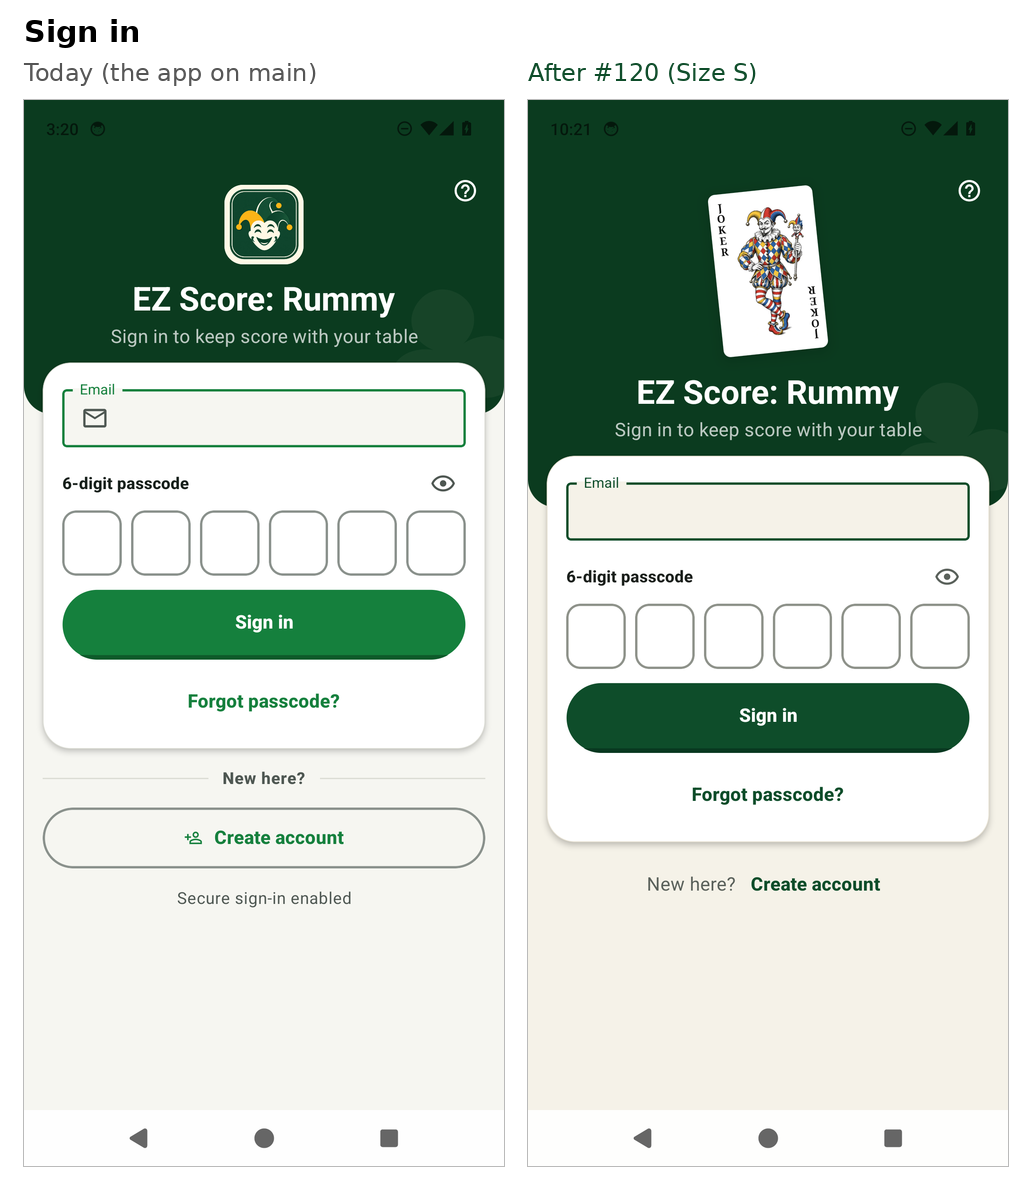 Sign in
Today (the app on main)
After #120 (Size S)
3:20
EZ Score: Rummy
Sign in to keep score with your table
Email
6-digit passcode
Sign in
Forgot passcode?
New here?
Create account
Secure sign-in enabled
10:21
JOKER
JOKER
EZ Score: Rummy
Sign in to keep score with your table
Email
6-digit passcode
Sign in
Forgot passcode?
New here? Create account